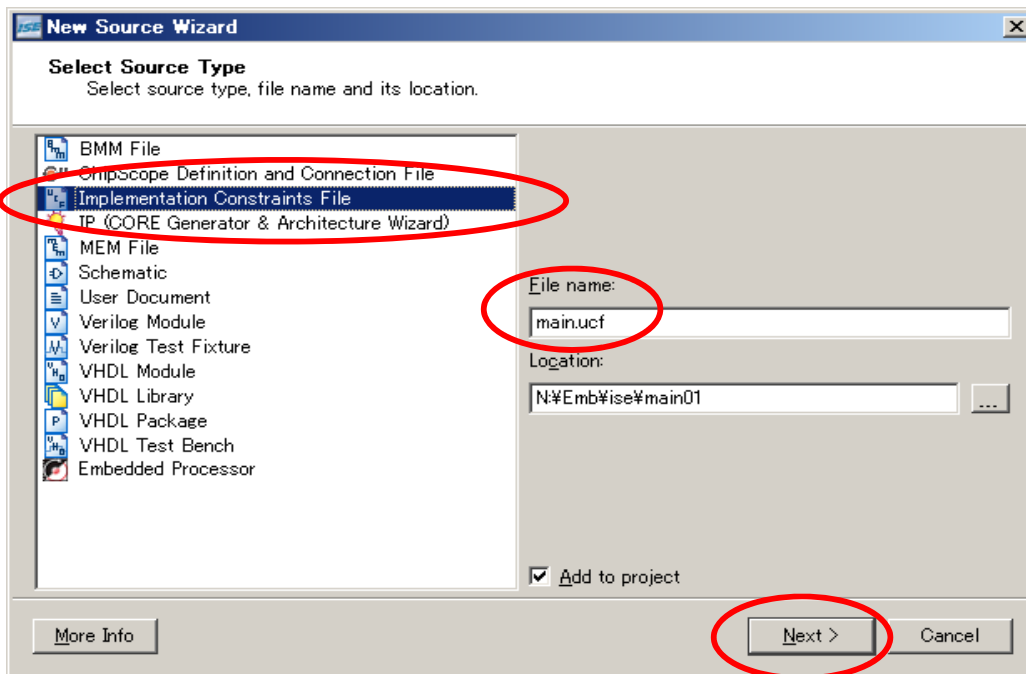 ISE New Source Wizard
Select Source Type
Select source type, file name and its location.
BMM File
ChipScope Definition and Connection File
Implementation Constraints File
IP (CORE Generator & Architecture Wizard)
MEM File
Schematic
User Document
Verilog Module
Verilog Test Fixture
VHDL Module
VHDL Library
VHDL Package
VHDL Test Bench
Embedded Processor
File name:
main.ucf
Location:
N:¥Emb¥ise¥main01
...
Add to project
More Info
Next >
Cancel